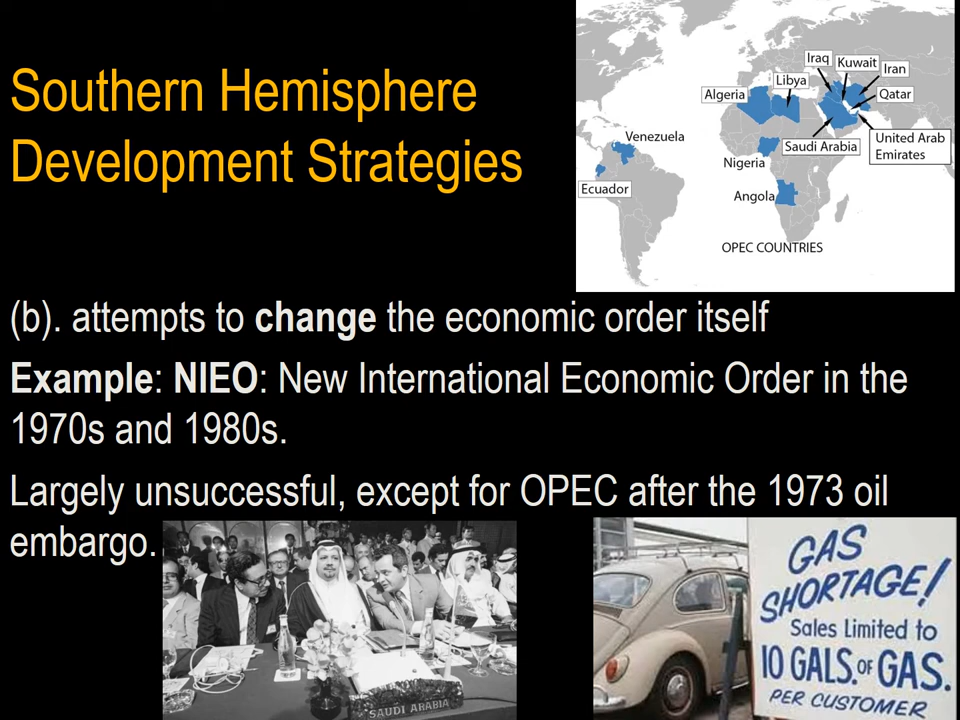 Southern Hemisphere
Development Strategies
Iraq
Kuwait
Iran
Libya
Algeria
Qatar
Venezuela
Saudi Arabia
United Arab
Emirates
Nigeria
Ecuador
Angola
OPEC COUNTRIES
(b). attempts to change the economic order itself
Example: NIEO: New International Economic Order in the
1970s and 1980s.
Largely unsuccessful, except for OPEC after the 1973 oil
embargo.
SAUDI ARABIA
GAS
SHORTAGE!
Sales Limited to
10 GALS. OF GAS.
PER CUSTOMER